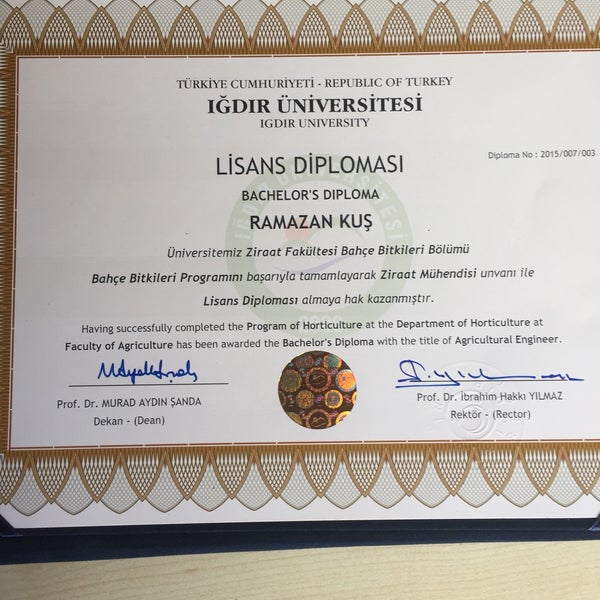 TÜRKİYE CUMHURİYETİ - REPUBLIC OF TURKEY
IĞDIR ÜNİVERSİTESİ
IGDIR UNIVERSITY
Diploma No : 2015/007/003
LİSANS DİPLOMASI
BACHELOR'S DIPLOMA
RAMAZAN KUŞ
Üniversitemiz Ziraat Fakültesi Bahçe Bitkileri Bölümü
Bahçe Bitkileri Programını başarıyla tamamlayarak Ziraat Mühendisi unvanı ile
Lisans Diploması almaya hak kazanmıştır.
Having successfully completed the Program of Horticulture at the Department of Horticulture at
Faculty of Agriculture has been awarded the Bachelor's Diploma with the title of Agricultural Engineer.
Prof. Dr. MURAD AYDIN ŞANDA
Dekan - (Dean)
Prof. Dr. İbrahim Hakkı YILMAZ
Rektör - (Rector)